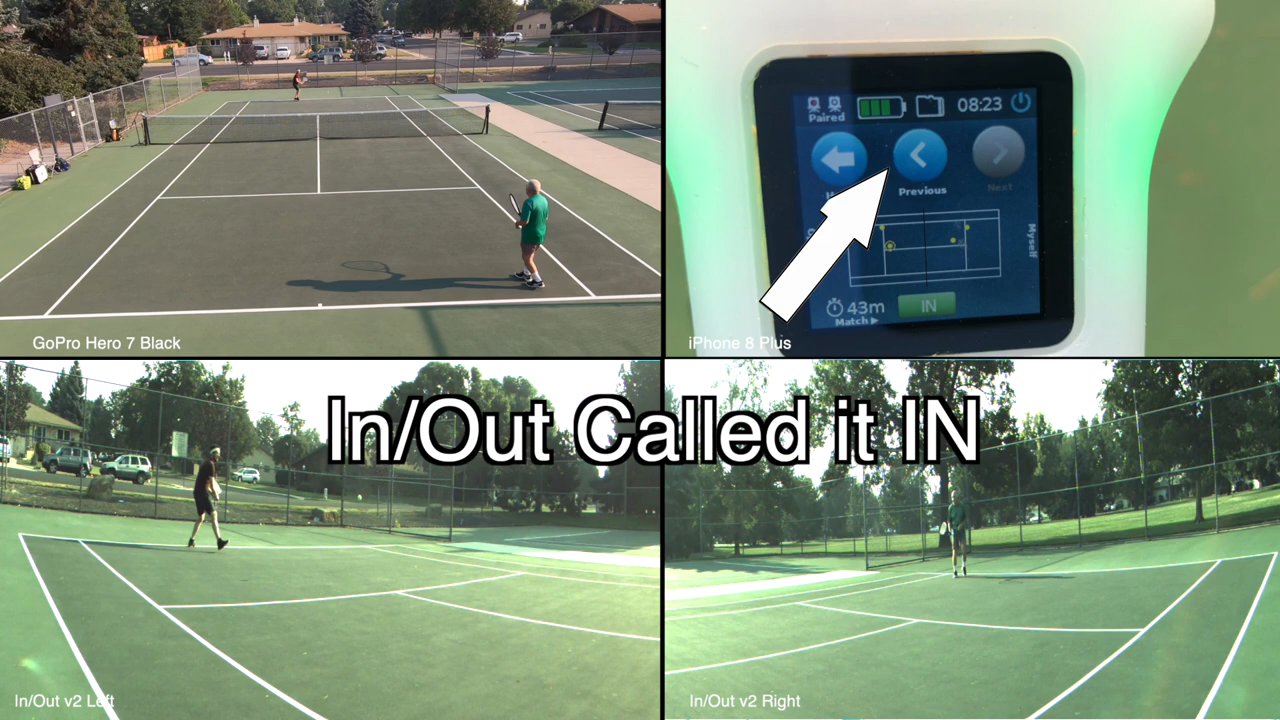 GoPro Hero 7 Black
Paired
08:23
Previous
Next
Myself
43m
IN
Match
iPhone 8 Plus
In/Out Called it IN
In/Out v2 Left
In/Out v2 Right